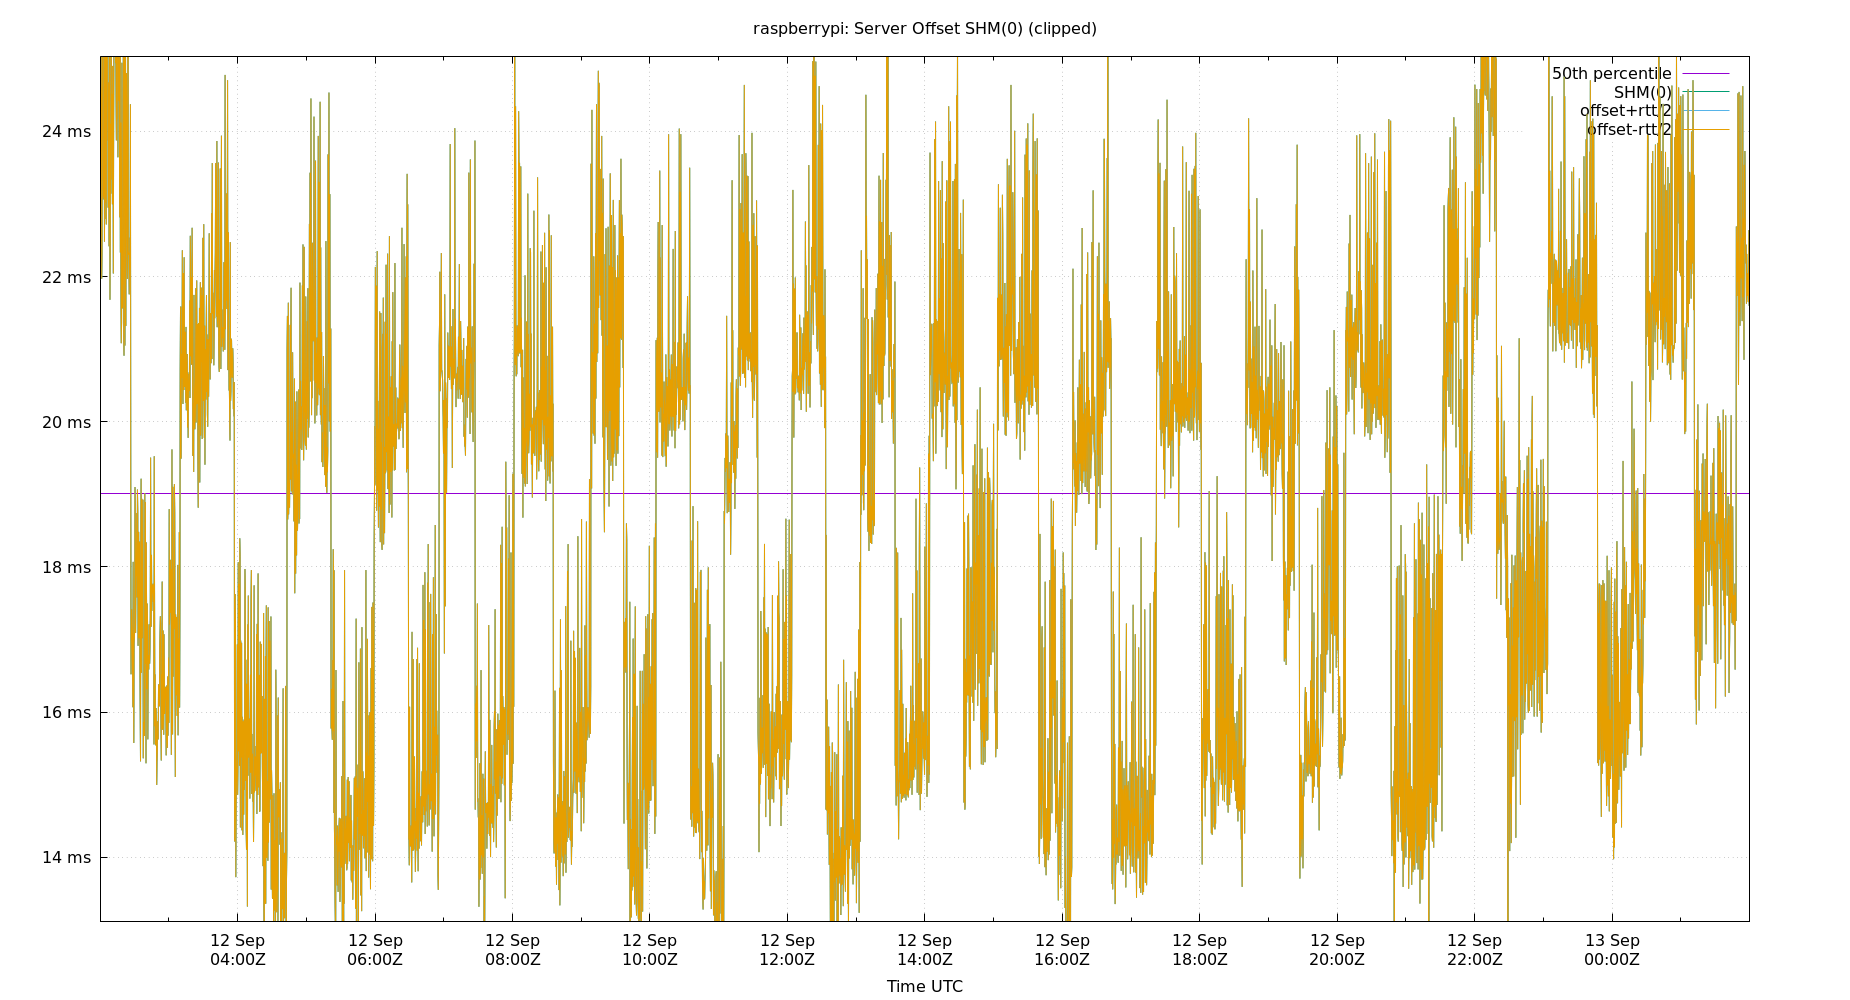 raspberrypi: Server Offset SHM(0) (clipped)
50th percentile
SHM(0)
offset+rtt/2
offset-rtt/2
24 ms
22 ms
20 ms
18 ms
16 ms
14 ms
12 Sep 12 Sep 12 Sep 12 Sep 12 Sep 12 Sep 12 Sep 12 Sep 12 Sep 12 Sep 13 Sep
04:00Z 06:00Z 08:00Z 10:00Z 12:00Z 14:00Z 16:00Z 18:00Z 20:00Z 22:00Z 00:00Z
Time UTC